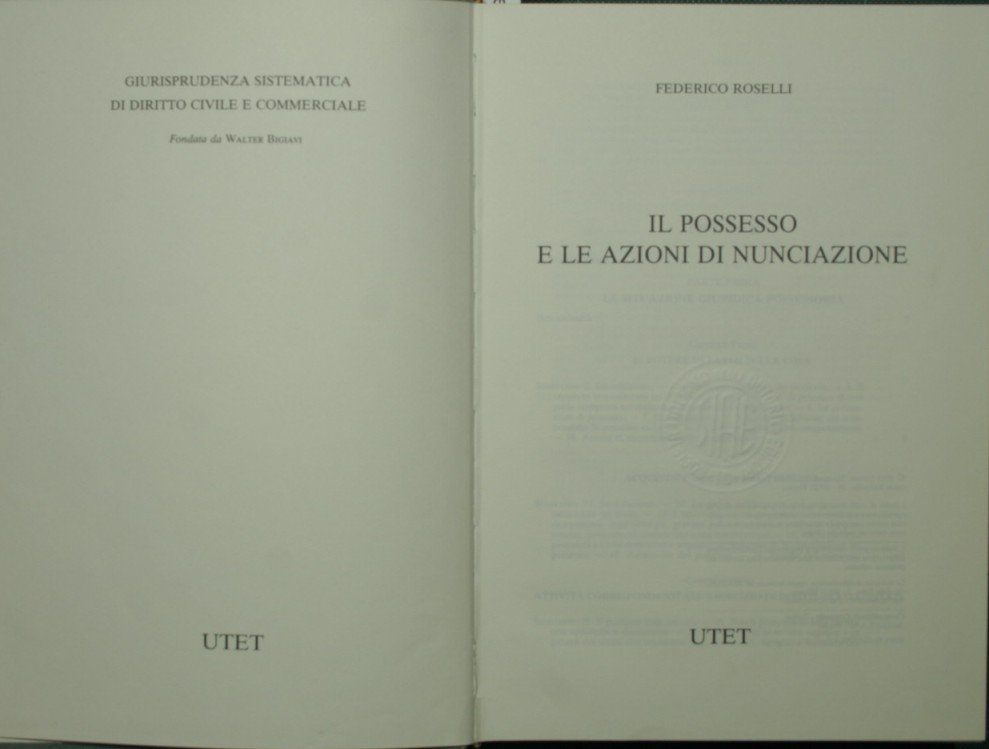 GIURISPRUDENZA SISTEMATICA
DI DIRITTO CIVILE E COMMERCIALE
Fondata da WALTER BIGIAVI
UTET
FEDERICO ROSELLI
IL POSSESSO
E LE AZIONI DI NUNCIAZIONE
UTET